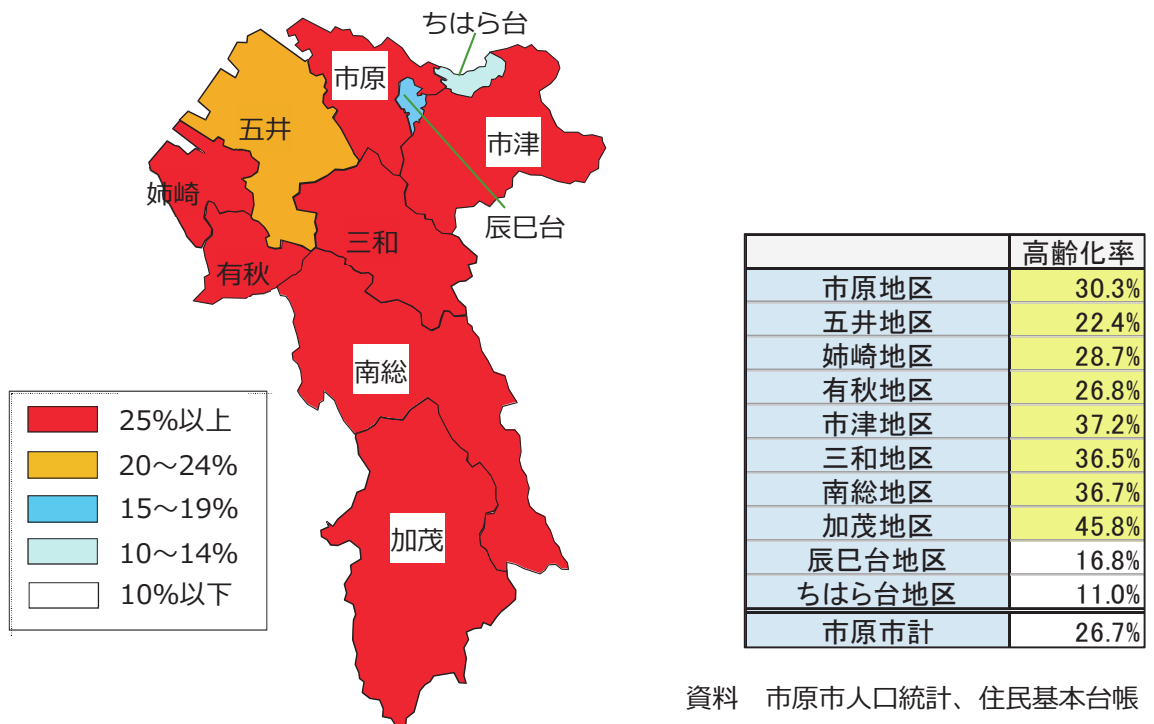 ちはら台
市原
五井
市津
姉崎
辰巳台
三和
有秋
南総
加茂
25%以上
20～24%
15～19%
10～14%
10%以下
高齢化率
市原地区 30.3%
五井地区 22.4%
姉崎地区 28.7%
有秋地区 26.8%
市津地区 37.2%
三和地区 36.5%
南総地区 36.7%
加茂地区 45.8%
辰巳台地区 16.8%
ちはら台地区 11.0%
市原市計 26.7%
資料　市原市人口統計、住民基本台帳